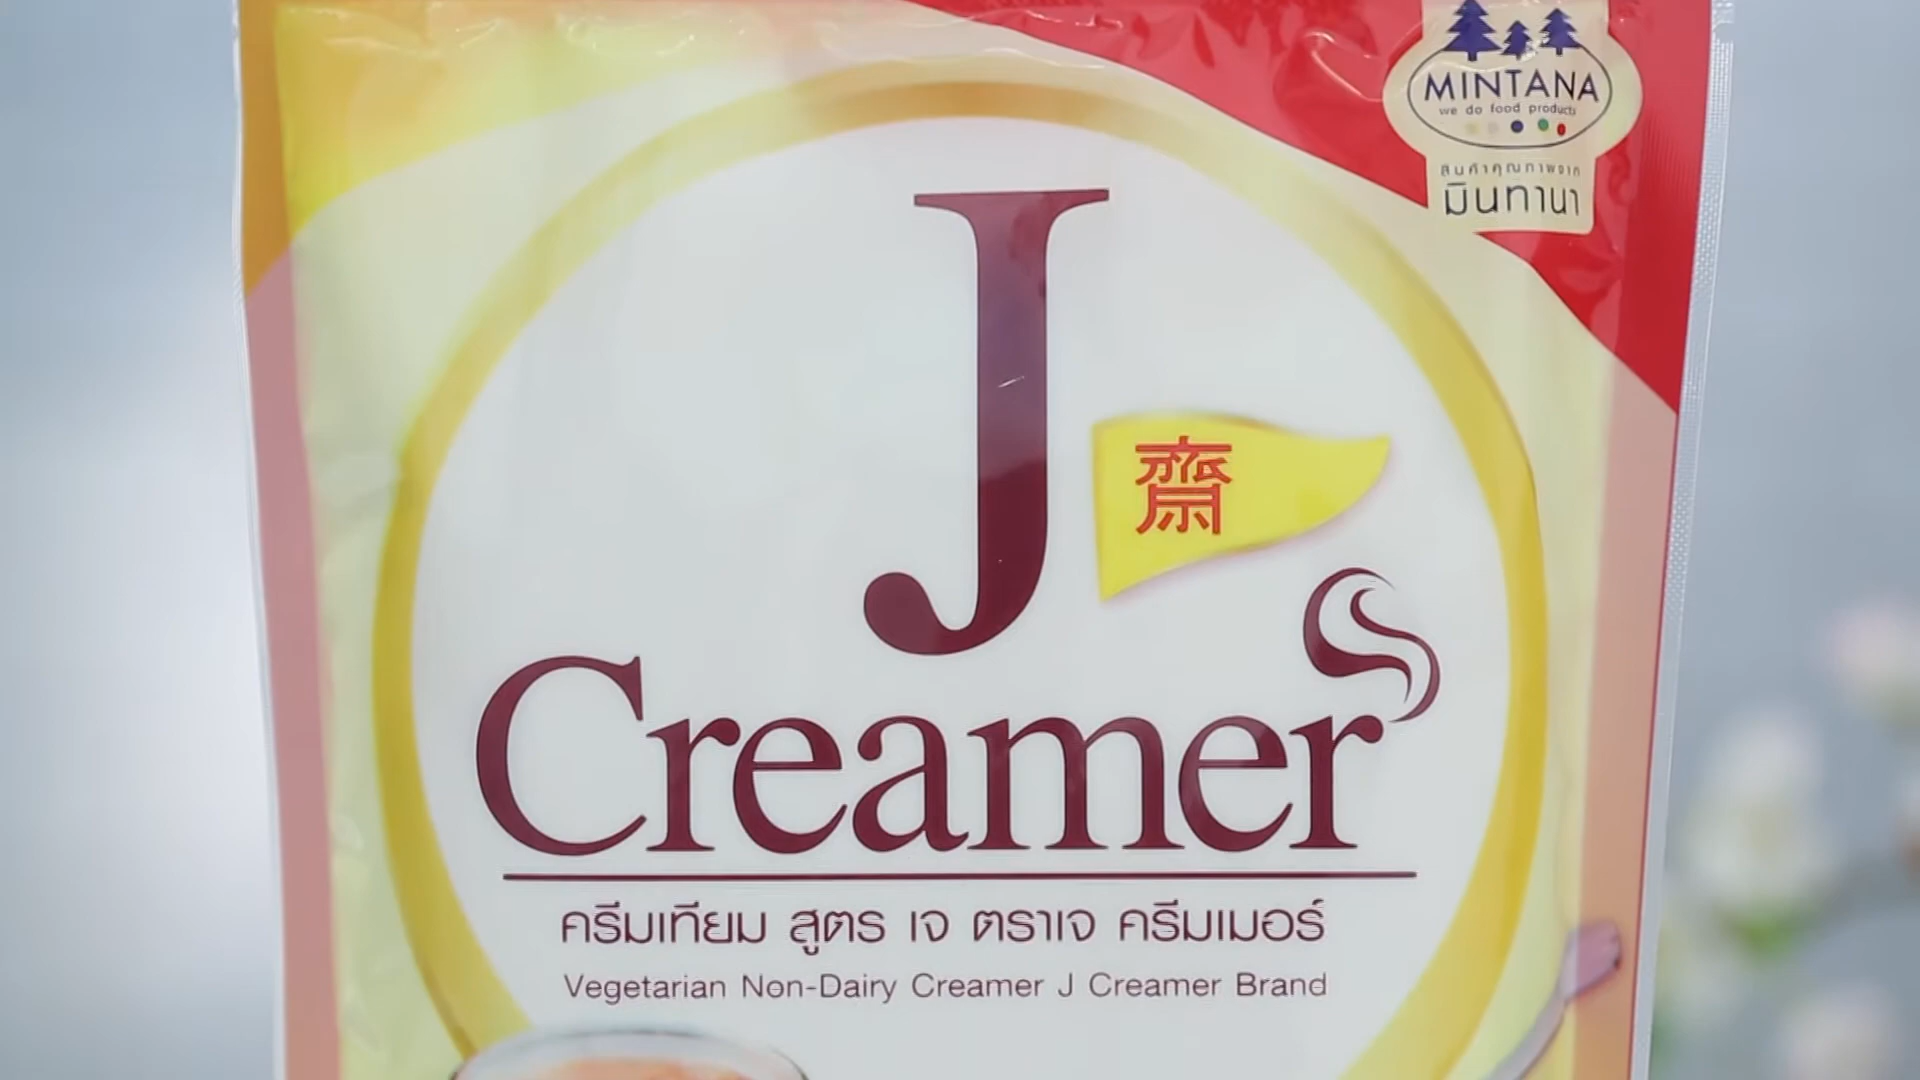 MINTANA
we do food products
สินค้าคุณภาพจาก
มินทานา
J
齋
Creamer
ครีมเทียม สูตร เจ ตราเจ ครีมเมอร์
Vegetarian Non-Dairy Creamer J Creamer Brand